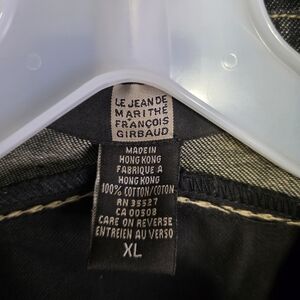 LE JEAN DE
MARITHÉ
+ FRANÇOIS
GIRBAUD
MADE IN
HONG KONG
FABRIQUE A
HONG KONG
100% COTTON/COTON
RN 35527
CA 00508
CARE ON REVERSE
ENTREIEN AU VERSO
XL